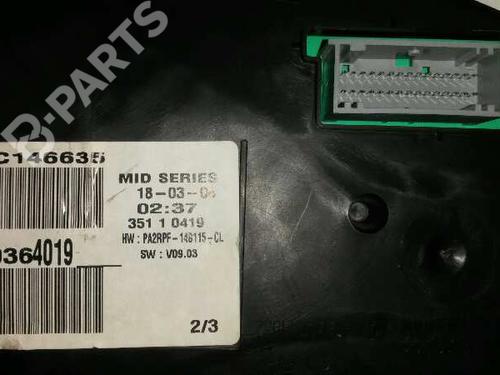 B-PARTS
C146635
MID SERIES
18-03-04
02:37
351 1 0419
HW : PA2RPF-146115-CL
SW : V09.03
0364019
2/3